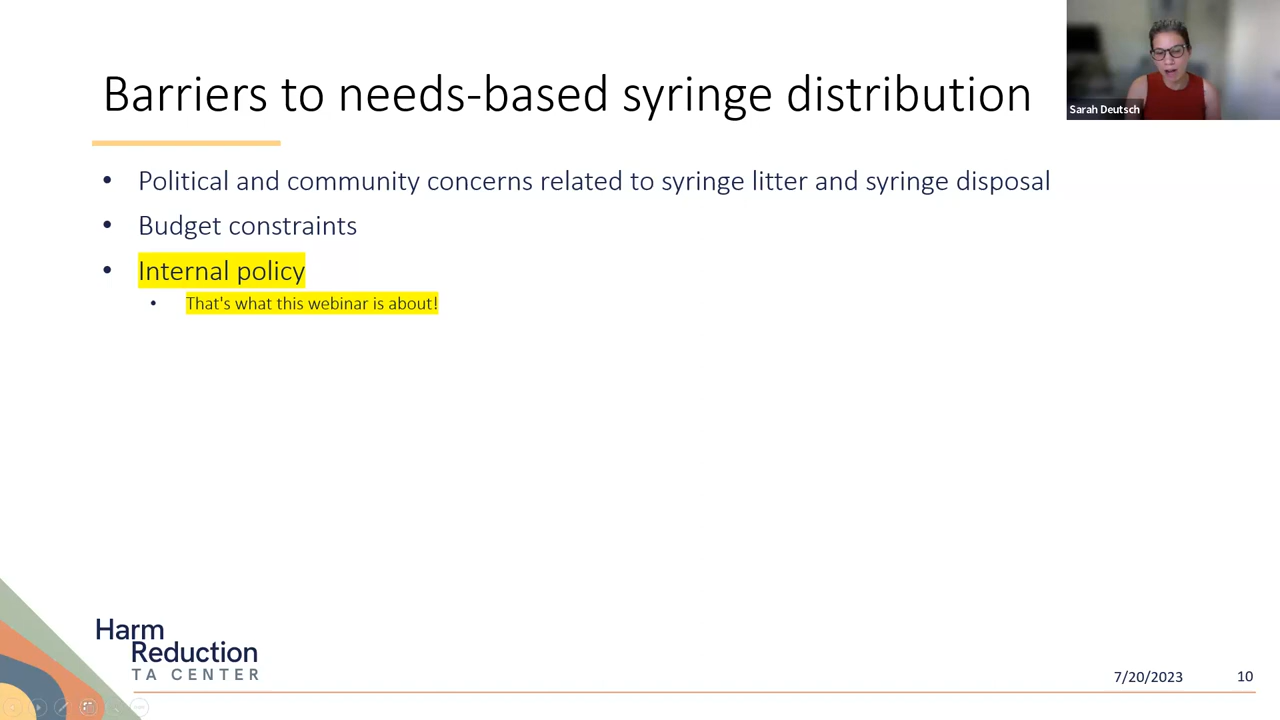 Barriers to needs-based syringe distribution
Sarah Deutsch
• Political and community concerns related to syringe litter and syringe disposal
• Budget constraints
• Internal policy
• That's what this webinar is about!
Harm
Reduction
TA CENTER
7/20/2023
10